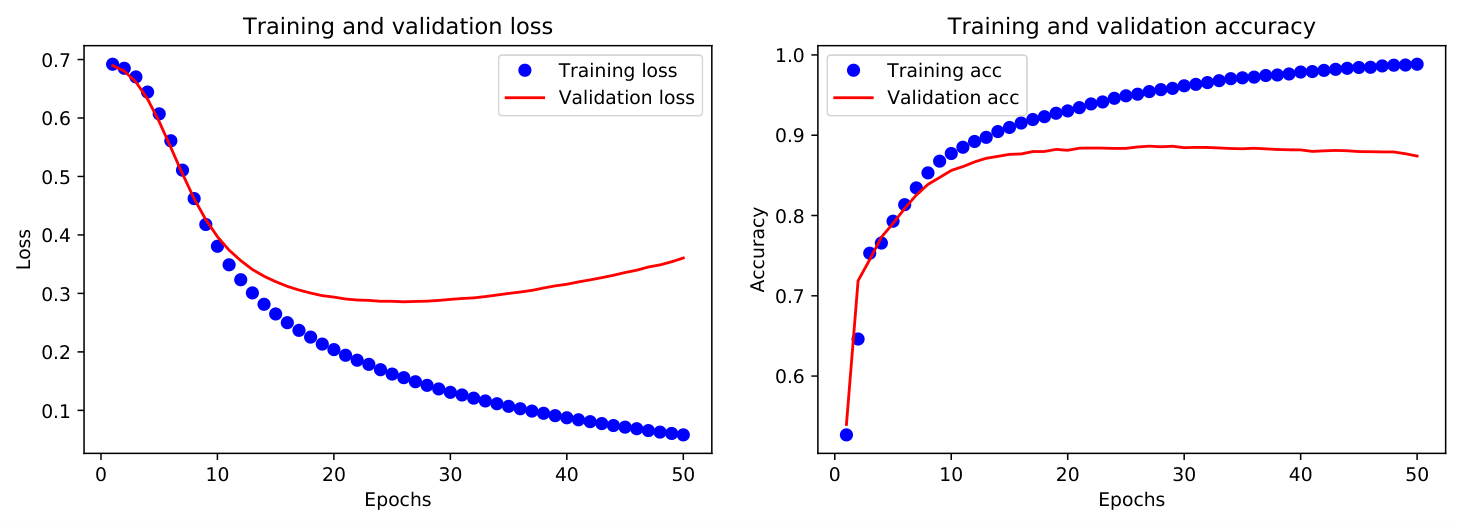 Training and validation loss
0.7
0.6
0.5
0.4
0.3
0.2
0.1
Loss
Training loss
Validation loss
0 10 20 30 40 50
Epochs
Training and validation accuracy
1.0
0.9
0.8
0.7
0.6
Accuracy
Training acc
Validation acc
0 10 20 30 40 50
Epochs